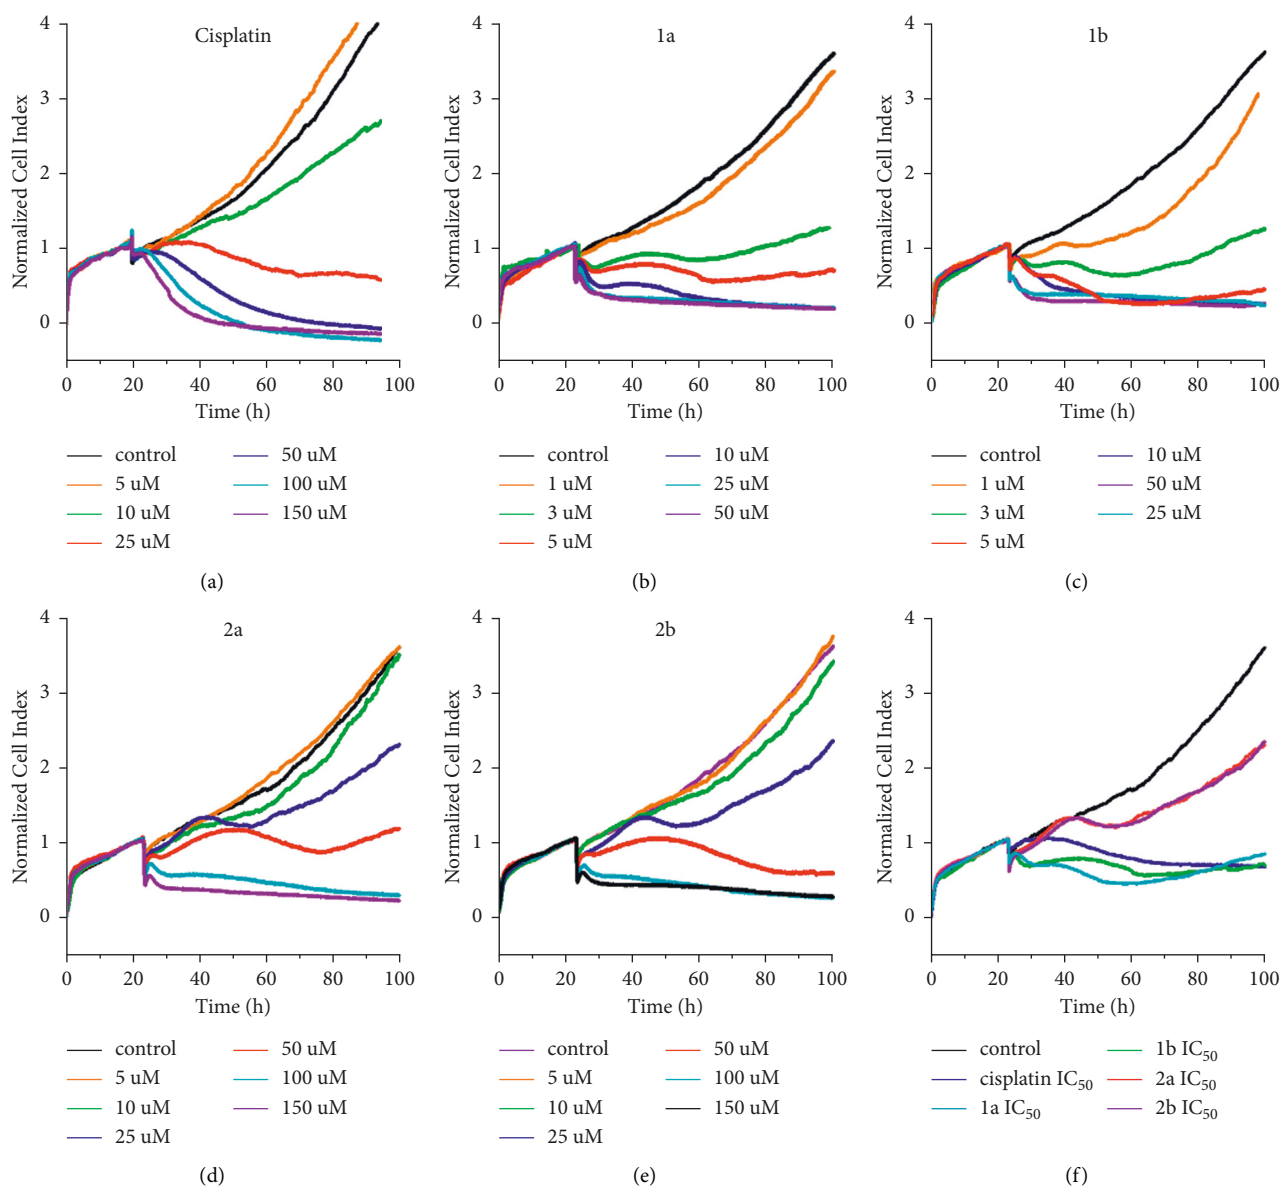 Cisplatin
4
3
2
1
0
Normalized Cell Index
0 20 40 60 80 100
Time (h)
control
5 uM
10 uM
25 uM
50 uM
100 uM
150 uM
(a)
1a
4
3
2
1
0
Normalized Cell Index
0 20 40 60 80 100
Time (h)
control
1 uM
3 uM
5 uM
10 uM
25 uM
50 uM
(b)
1b
4
3
2
1
0
Normalized Cell Index
0 20 40 60 80 100
Time (h)
control
1 uM
3 uM
5 uM
10 uM
50 uM
25 uM
(c)
2a
4
3
2
1
0
Normalized Cell Index
0 20 40 60 80 100
Time (h)
control
5 uM
10 uM
25 uM
50 uM
100 uM
150 uM
(d)
2b
4
3
2
1
0
Normalized Cell Index
0 20 40 60 80 100
Time (h)
control
5 uM
10 uM
25 uM
50 uM
100 uM
150 uM
(e)
4
3
2
1
0
Normalized Cell Index
0 20 40 60 80 100
Time (h)
control
cisplatin IC50
1a IC50
1b IC50
2a IC50
2b IC50
(f)